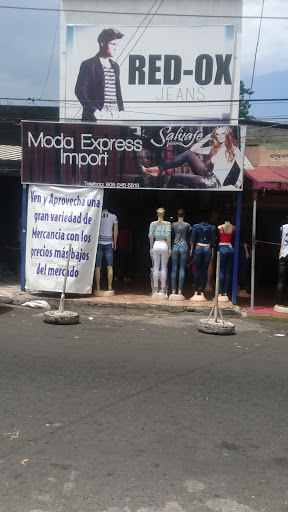 RED-OX
JEANS
Moda Express
Import
Salvaje
Jeans
Ven y Aprovecha una
gran variedad de
Mercancia con los
precios más bajos
del mercado